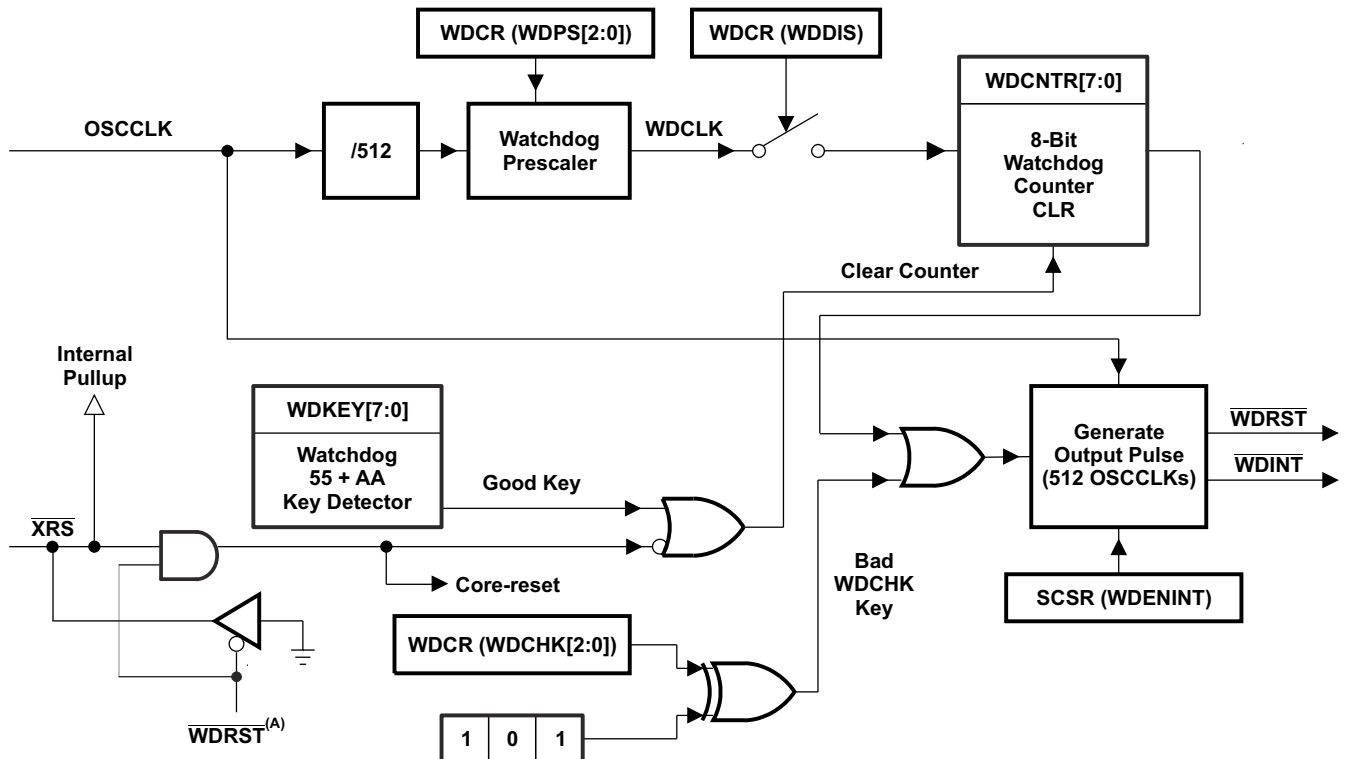 WDCR (WDPS[2:0])
WDCR (WDDIS)
WDCNTR[7:0]
OSCCLK
/512
Watchdog
Prescaler
WDCLK
8-Bit
Watchdog
Counter
CLR
Clear Counter
Internal
Pullup
WDKEY[7:0]
Watchdog
55 + AA
Key Detector
Good Key
Generate
Output Pulse
(512 OSCCLKs)
WDRST
WDINT
XRS
Core-reset
Bad
WDCHK
Key
SCSR (WDENINT)
WDCR (WDCHK[2:0])
WDRST(A)
1 0 1